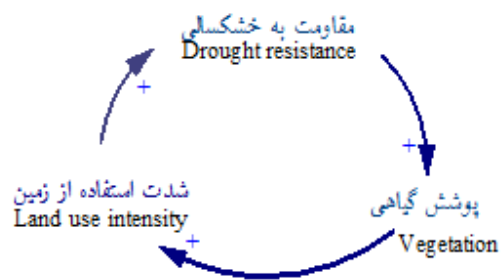 مقاومت به خشکسالی
Drought resistance
+
+
شدت استفاده از زمین
Land use intensity
پوشش گیاهی
Vegetation
+